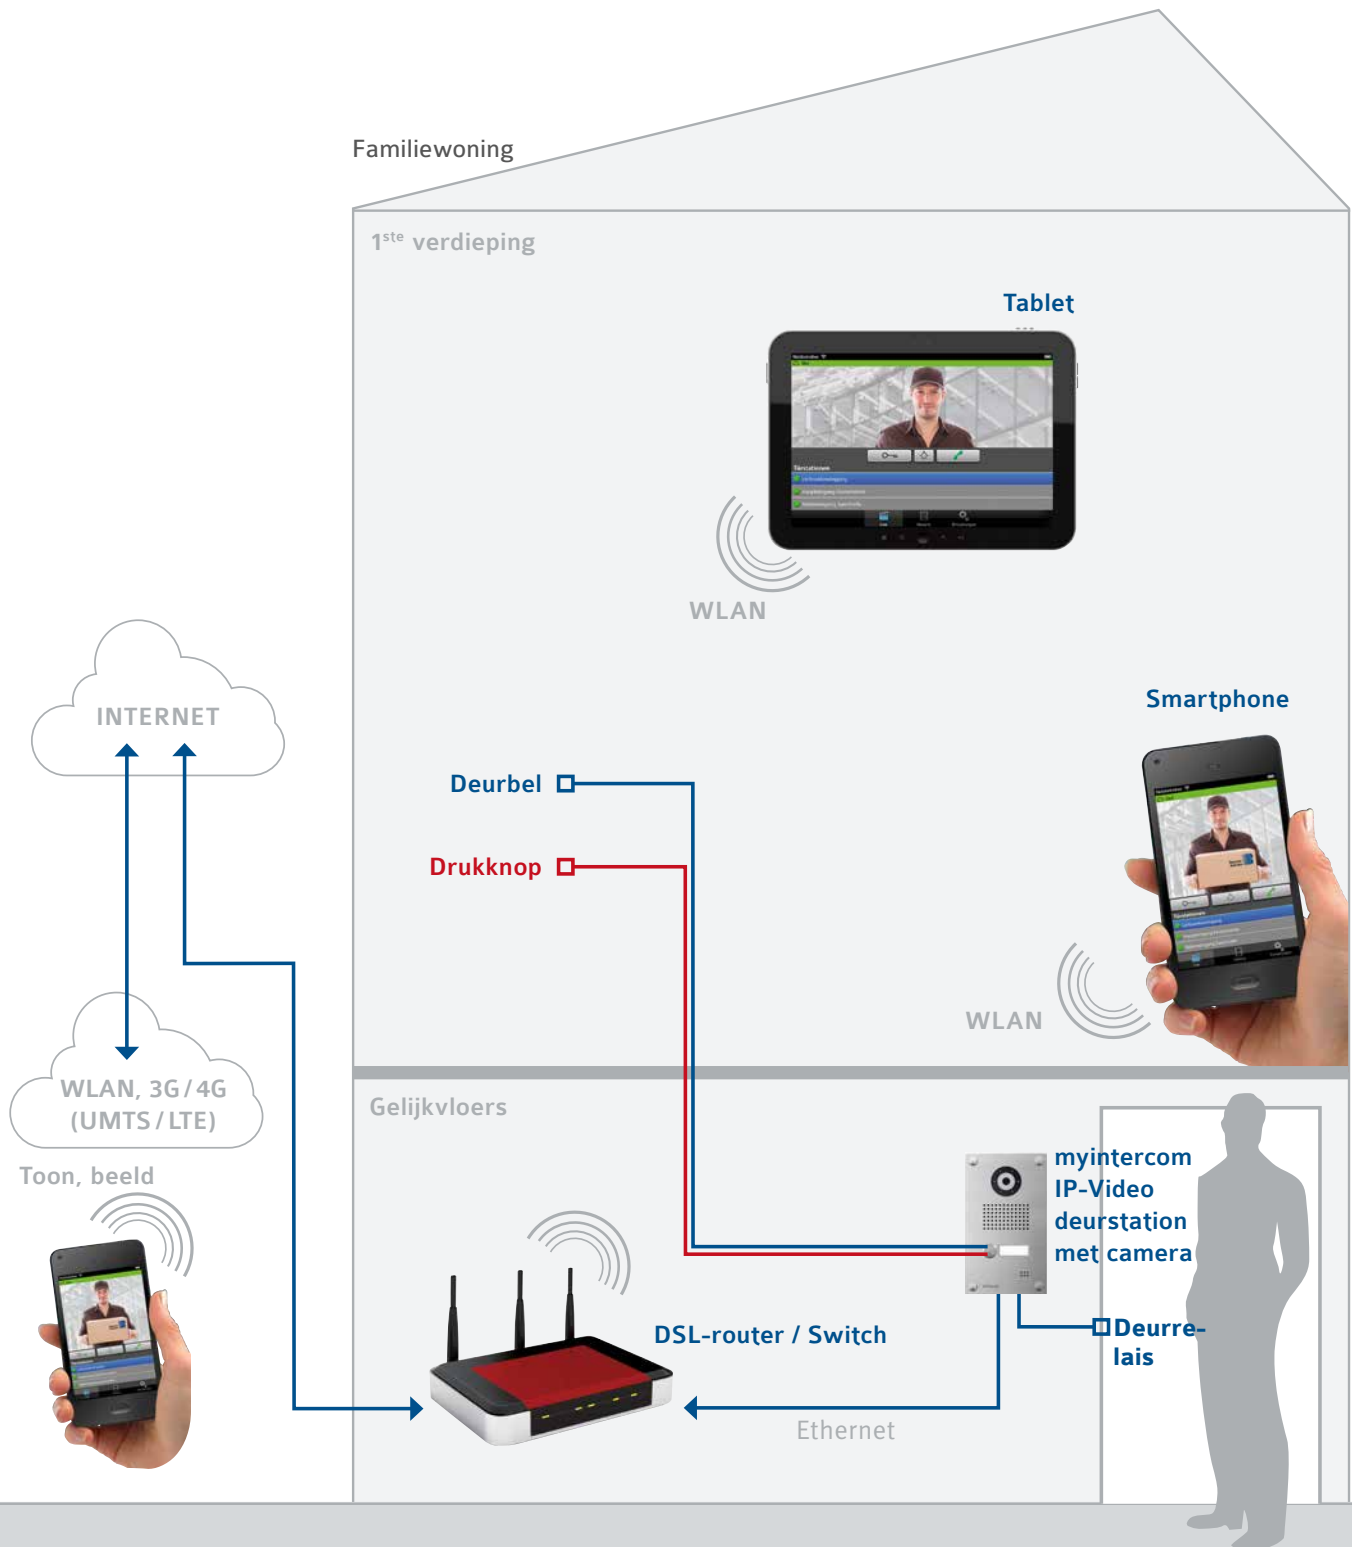 Familiewoning
1ste verdieping
Tablet
Türstationen
WLAN
INTERNET
Smartphone
Deurbel
Drukknop
WLAN
WLAN, 3G / 4G
(UMTS / LTE)
Toon, beeld
Gelijkvloers
myintercom
IP-Video
deurstation
met camera
DSL-router / Switch
Deurre-
lais
Ethernet